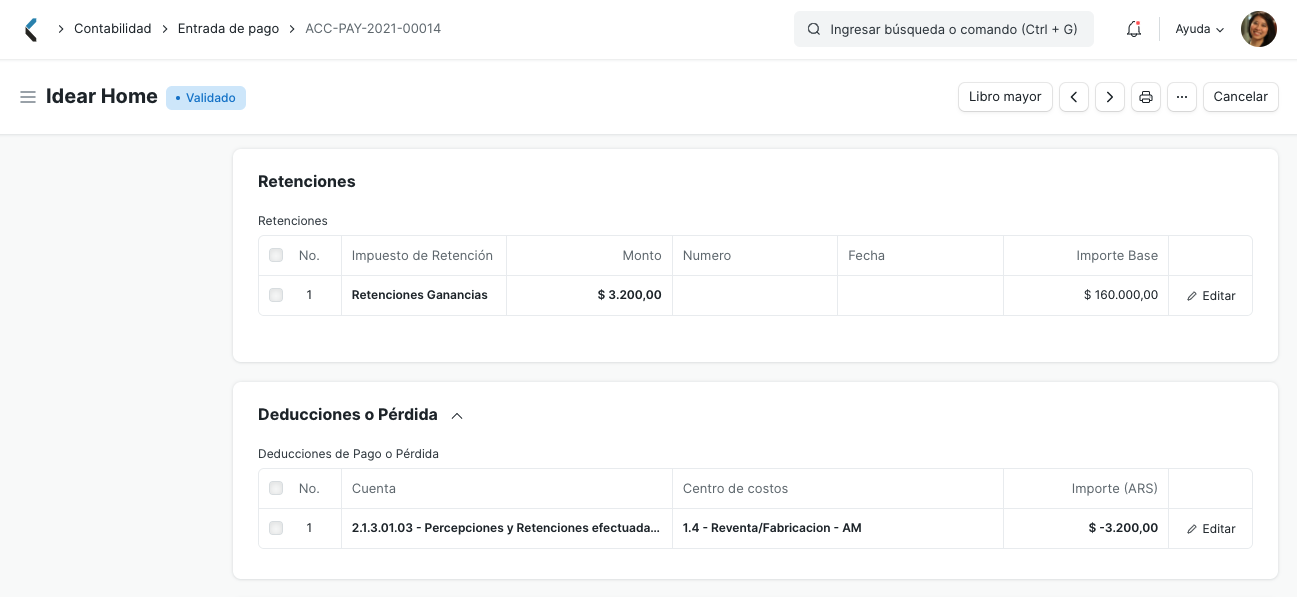 Contabilidad Entrada de pago ACC-PAY-2021-00014 Ingresar búsqueda o comando (Ctrl + G) Ayuda
Idear Home Validado Libro mayor Cancelar
Retenciones
Retenciones
No. Impuesto de Retención Monto Numero Fecha Importe Base
1 Retenciones Ganancias $ 3.200,00 $ 160.000,00 Editar
Deducciones o Pérdida
Deducciones de Pago o Pérdida
No. Cuenta Centro de costos Importe (ARS)
1 2.1.3.01.03 - Percepciones y Retenciones efectuada... 1.4 - Reventa/Fabricacion - AM $ -3.200,00 Editar